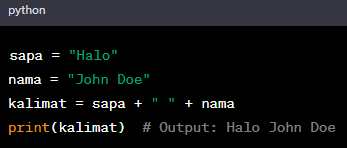 python
sapa = "Halo"
nama = "John Doe"
kalimat = sapa + " " + nama
print(kalimat)  # Output: Halo John Doe